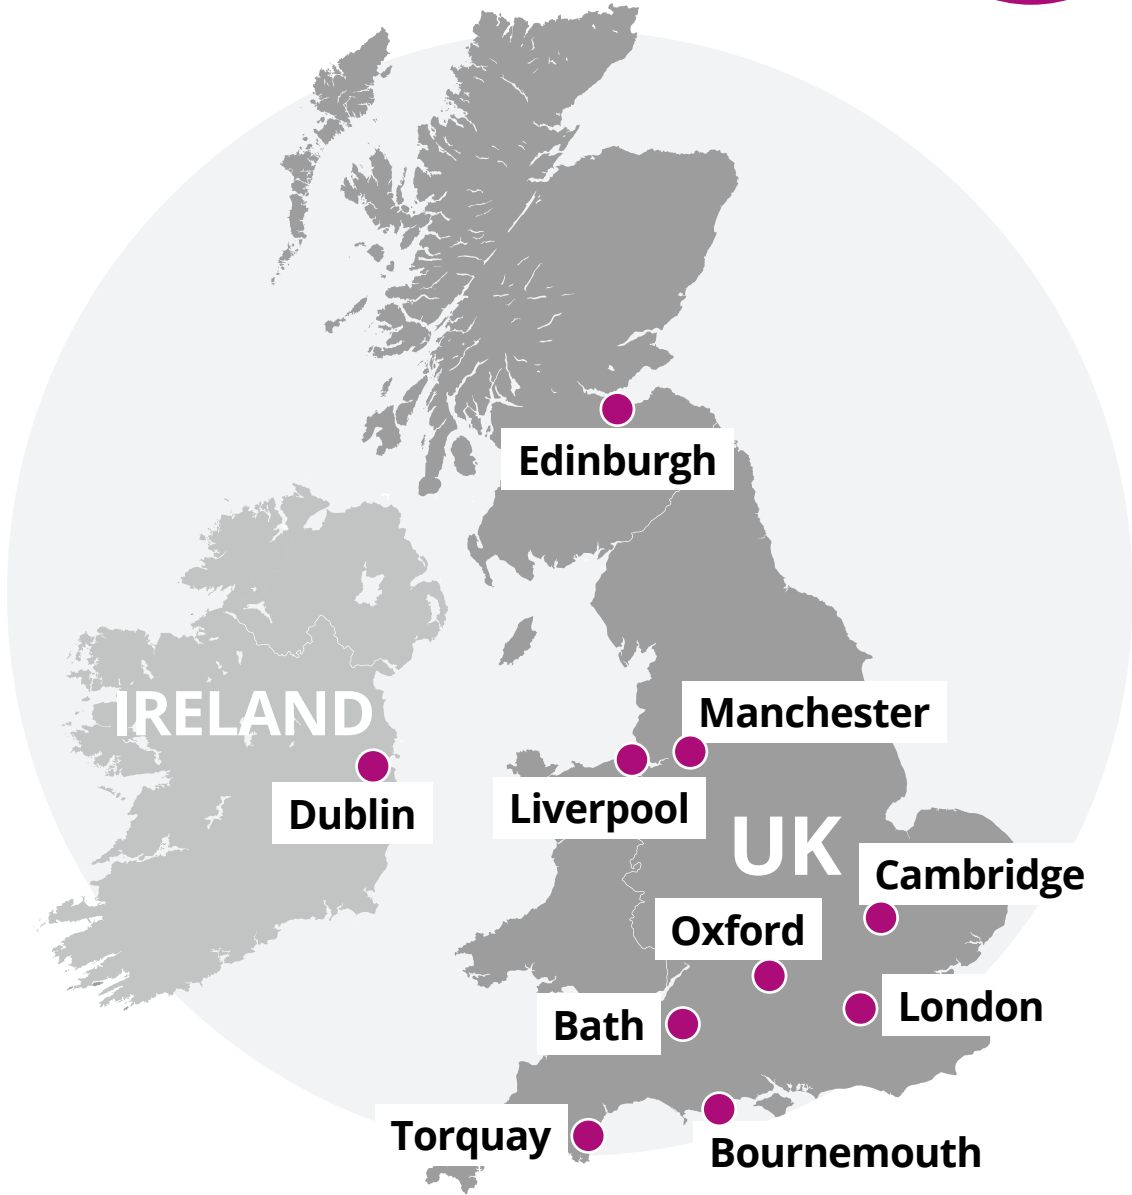 Edinburgh
IRELAND
Manchester
Dublin
Liverpool
UK
Cambridge
Oxford
London
Bath
Torquay
Bournemouth